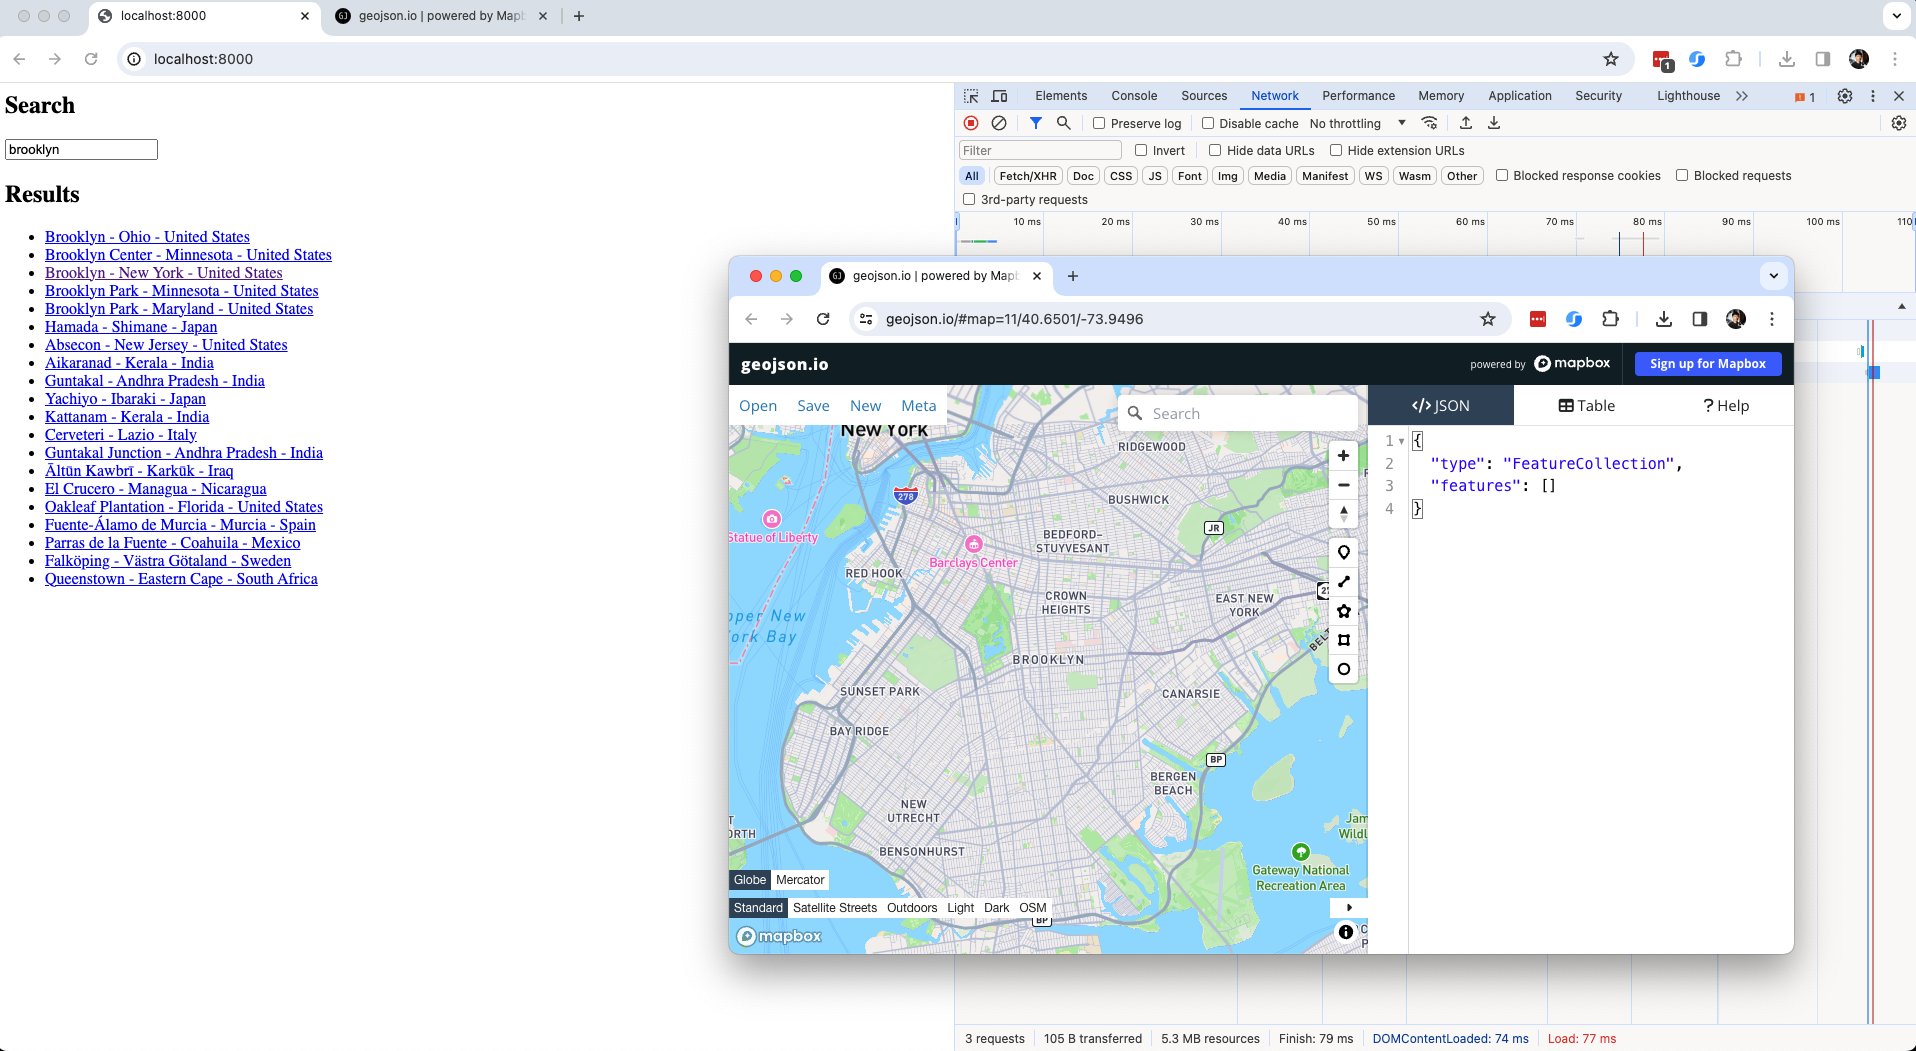 localhost:8000
geojson.io | powered by Mapb
localhost:8000
1
Search
brooklyn
Results
Brooklyn - Ohio - United States
Brooklyn Center - Minnesota - United States
Brooklyn - New York - United States
Brooklyn Park - Minnesota - United States
Brooklyn Park - Maryland - United States
Hamada - Shimane - Japan
Absecon - New Jersey - United States
Aikaranad - Kerala - India
Guntakal - Andhra Pradesh - India
Yachiyo - Ibaraki - Japan
Kattanam - Kerala - India
Cerveteri - Lazio - Italy
Guntakal Junction - Andhra Pradesh - India
Āltūn Kawbrī - Karkūk - Iraq
El Crucero - Managua - Nicaragua
Oakleaf Plantation - Florida - United States
Fuente-Álamo de Murcia - Murcia - Spain
Parras de la Fuente - Coahuila - Mexico
Falköping - Västra Götaland - Sweden
Queenstown - Eastern Cape - South Africa
Elements Console Sources Network Performance Memory Application Security Lighthouse 1
Preserve log Disable cache No throttling
Filter Invert Hide data URLs Hide extension URLs
All Fetch/XHR Doc CSS JS Font Img Media Manifest WS Wasm Other Blocked response cookies Blocked requests
3rd-party requests
10 ms 20 ms 30 ms 40 ms 50 ms 60 ms 70 ms 80 ms 90 ms 100 ms 110
geojson.io | powered by Mapb
geojson.io/#map=11/40.6501/-73.9496
geojson.io powered by mapbox Sign up for Mapbox
Open Save New Meta
Search
JSON Table Help
New York
RIDGEWOOD
278
BUSHWICK
JR
Statue of Liberty
BEDFORD-
STUYVESANT
Barclays Center
RED HOOK
CROWN
HEIGHTS
EAST NEW
YORK
27
pper New
ork Bay
BELT
BROOKLYN
SUNSET PARK
CANARSIE
BAY RIDGE
BP
BERGEN
BEACH
NEW
UTRECHT
T
ORTH
Jam
Wildl
BENSONHURST
Gateway National
Recreation Area
Globe Mercator
Standard Satellite Streets Outdoors Light Dark OSM
BP
mapbox
C
P
1 {
2 "type": "FeatureCollection",
3 "features": []
4 }
3 requests 105 B transferred 5.3 MB resources Finish: 79 ms DOMContentLoaded: 74 ms Load: 77 ms